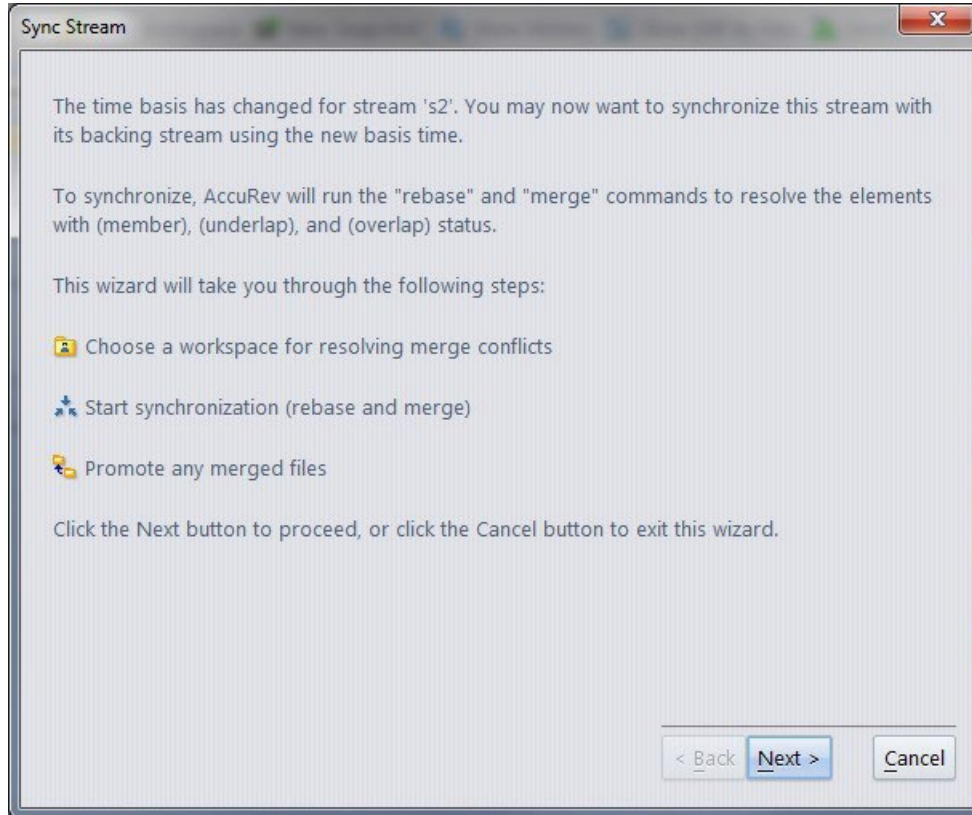 Sync Stream
The time basis has changed for stream 's2'. You may now want to synchronize this stream with
its backing stream using the new basis time.
To synchronize, AccuRev will run the "rebase" and "merge" commands to resolve the elements
with (member), (underlap), and (overlap) status.
This wizard will take you through the following steps:
Choose a workspace for resolving merge conflicts
Start synchronization (rebase and merge)
Promote any merged files
Click the Next button to proceed, or click the Cancel button to exit this wizard.
< Back Next > Cancel